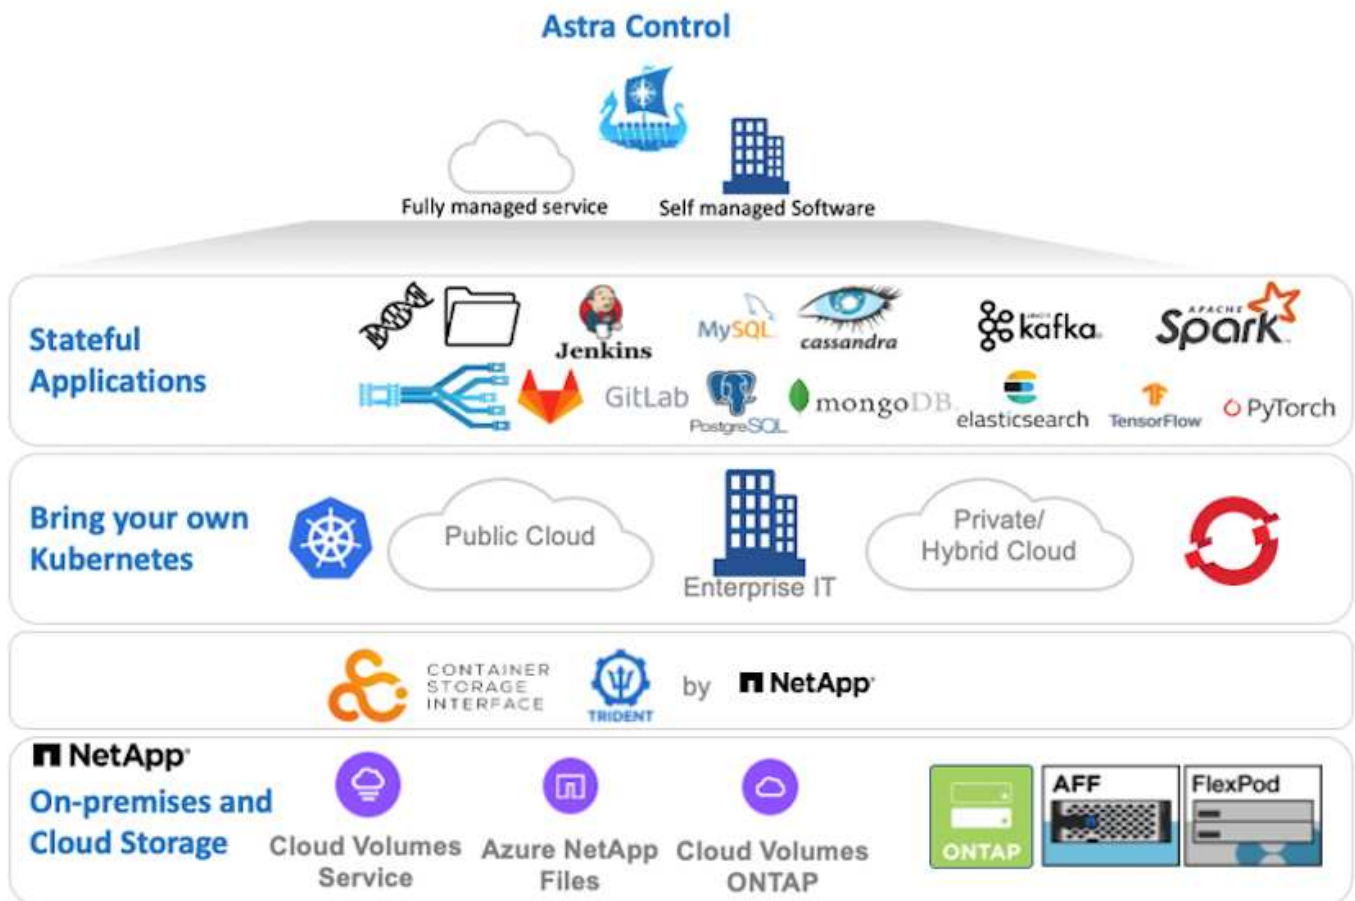 Astra Control
Fully managed service
Self managed Software
Stateful
Applications
Jenkins
MySQL
cassandra
kafka
APACHE
Spark
GitLab
PostgreSQL
mongoDB
elasticsearch
TensorFlow
PyTorch
Bring your own
Kubernetes
Public Cloud
Enterprise IT
Private/
Hybrid Cloud
CONTAINER
STORAGE
INTERFACE
TRIDENT
by
NetApp
NetApp
On-premises and
Cloud Storage
Cloud Volumes
Service
Azure NetApp
Files
Cloud Volumes
ONTAP
ONTAP
AFF
FlexPod